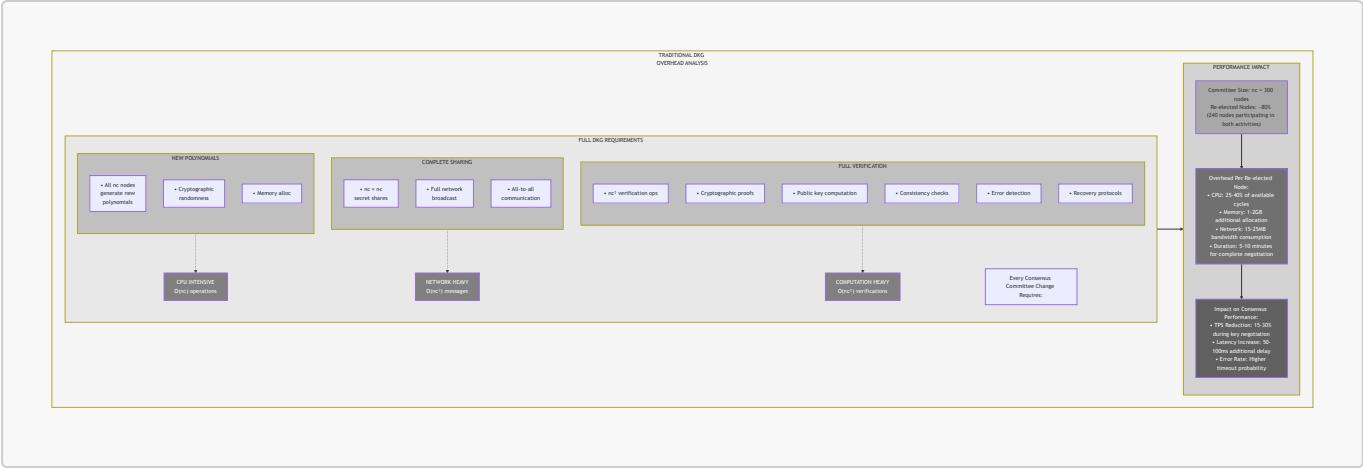 TRADITIONAL DKG
OVERHEAD ANALYSIS
FULL DKG REQUIREMENTS
NEW POLYNOMIALS
• All nc nodes
generate new
polynomials
• Cryptographic
randomness
• Memory alloc
CPU INTENSIVE
O(nc) operations
COMPLETE SHARING
• nc × nc
secret shares
• Full network
broadcast
• All-to-all
communication
NETWORK HEAVY
O(nc²) messages
FULL VERIFICATION
• nc² verification ops
• Cryptographic proofs
• Public key computation
• Consistency checks
• Error detection
• Recovery protocols
COMPUTATION HEAVY
O(nc²) verifications
Every Consensus
Committee Change
Requires:
PERFORMANCE IMPACT
Committee Size: nc = 300
nodes
Re-elected Nodes: ~80%
(240 nodes participating in
both activities)
Overhead Per Re-elected
Node:
• CPU: 25-40% of available
cycles
• Memory: 1-2GB
additional allocation
• Network: 15-25MB
bandwidth consumption
• Duration: 5-10 minutes
for complete negotiation
Impact on Consensus
Performance:
• TPS Reduction: 15-30%
during key negotiation
• Latency Increase: 50-
100ms additional delay
• Error Rate: Higher
timeout probability